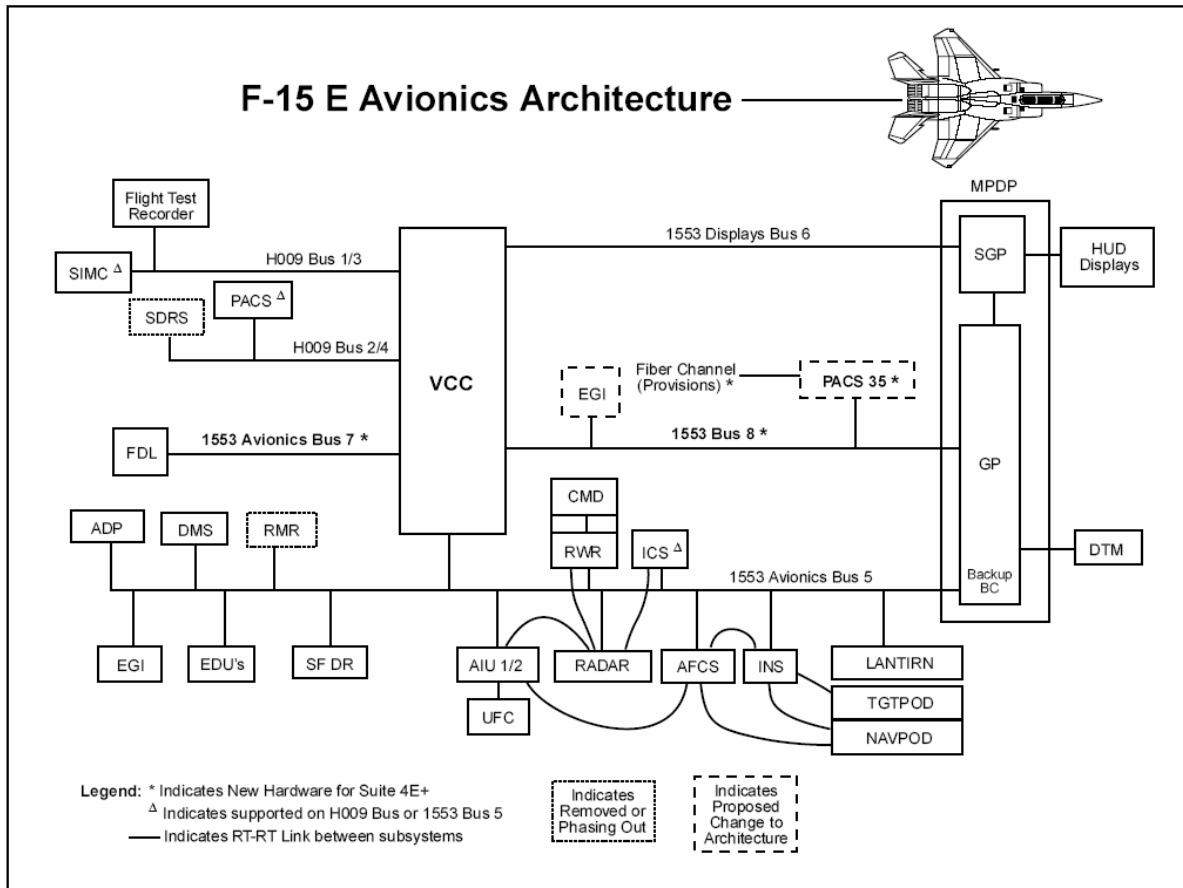 F-15 E Avionics Architecture
MPDP
Flight Test
Recorder
1553 Displays Bus 6
SGP
HUD
Displays
H009 Bus 1/3
SIMC Δ
PACS Δ
SDRS
H009 Bus 2/4
VCC
Fiber Channel
(Provisions) *
PACS 35 *
EGI
1553 Avionics Bus 7 *
1553 Bus 8 *
FDL
GP
CMD
ADP
DMS
RMR
RWR
ICS Δ
DTM
1553 Avionics Bus 5
Backup
BC
EGI
EDU's
SF DR
AIU 1/2
RADAR
AFCS
INS
LANTIRN
UFC
TGTPOD
NAVPOD
Legend: * Indicates New Hardware for Suite 4E+
Δ Indicates supported on H009 Bus or 1553 Bus 5
Indicates RT-RT Link between subsystems
Indicates
Removed or
Phasing Out
Indicates
Proposed
Change to
Architecture